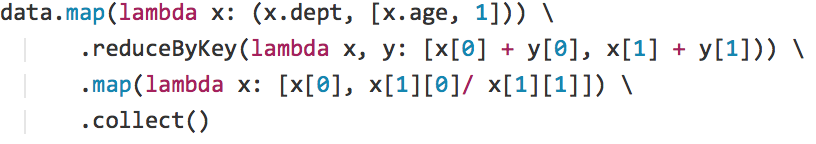 data.map(lambda x: (x.dept, [x.age, 1])) \
.reduceByKey(lambda x, y: [x[0] + y[0], x[1] + y[1]]) \
.map(lambda x: [x[0], x[1][0]/ x[1][1]]) \
.collect()